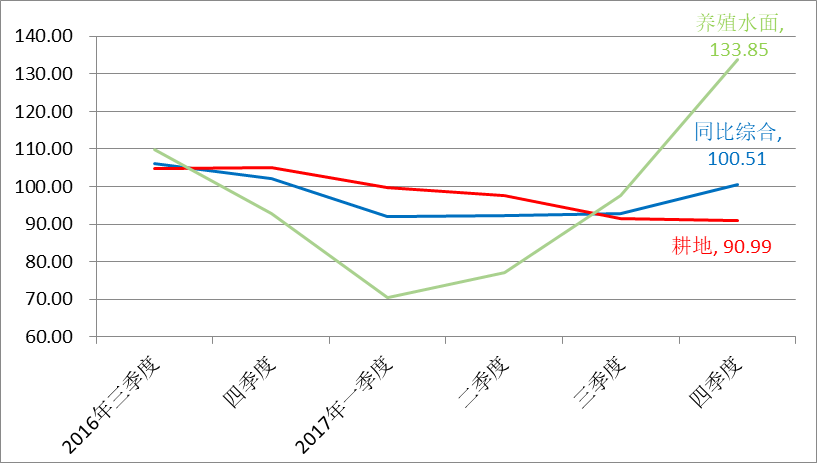 养殖水面,
133.85
140.00
130.00
120.00
同比综合,
100.51
110.00
100.00
90.00
耕地, 90.99
80.00
70.00
60.00
2016年三季度
四季度
2017年一季度
二季度
三季度
四季度